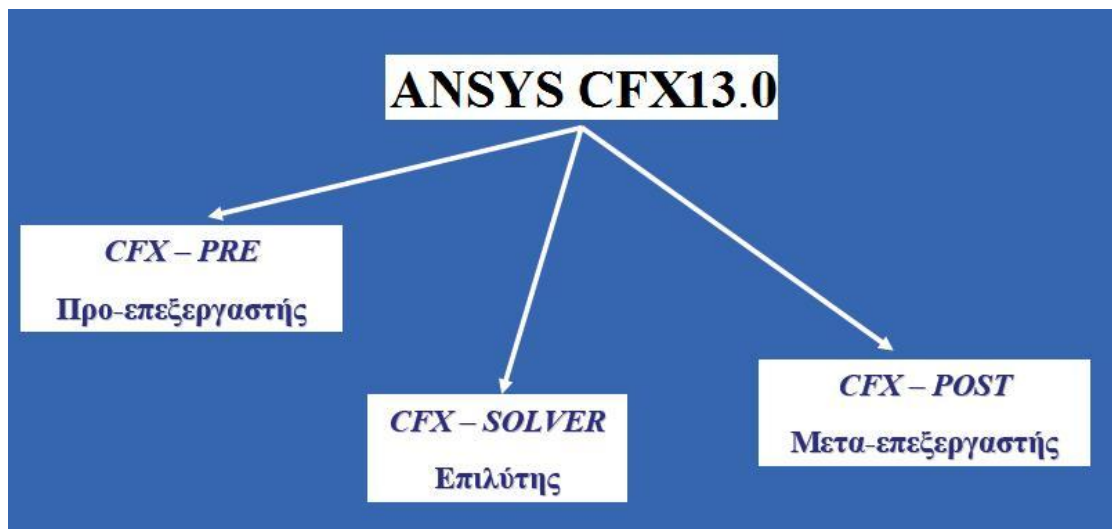 ANSYS CFX13.0
CFX – PRE
Προ-επεξεργαστής
CFX – SOLVER
Επιλύτης
CFX – POST
Μετα-επεξεργαστής